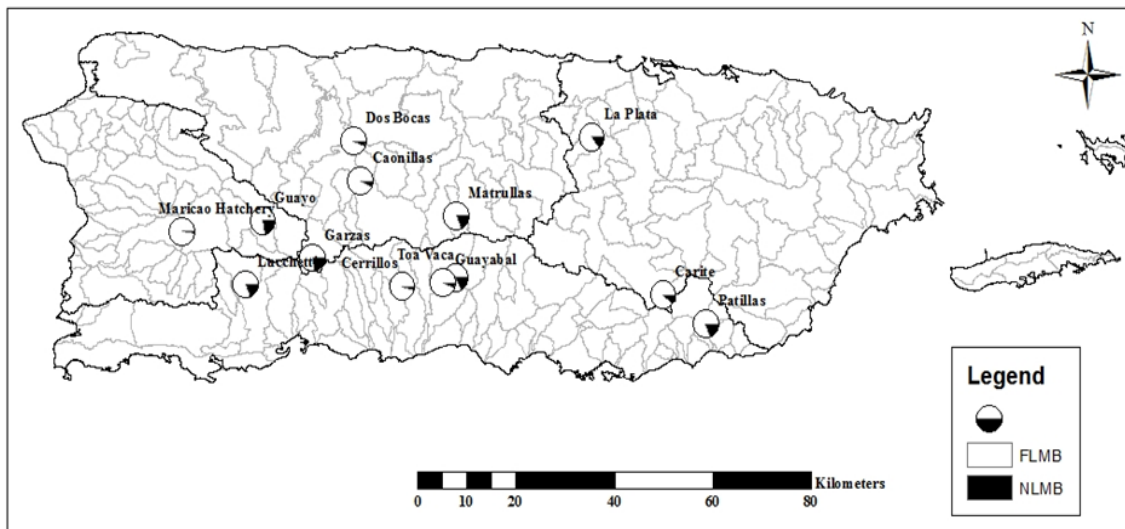 N
La Plata
Dos Bocas
Caonillas
Matrullas
Guayo
Maricao Hatchery
Garzas
Toa Vaca
Cerrillos
Guayabal
Lucchetti
Carite
Patillas
Legend
FLMB
NLMB
Kilometers
0 5 10 20 40 60 80